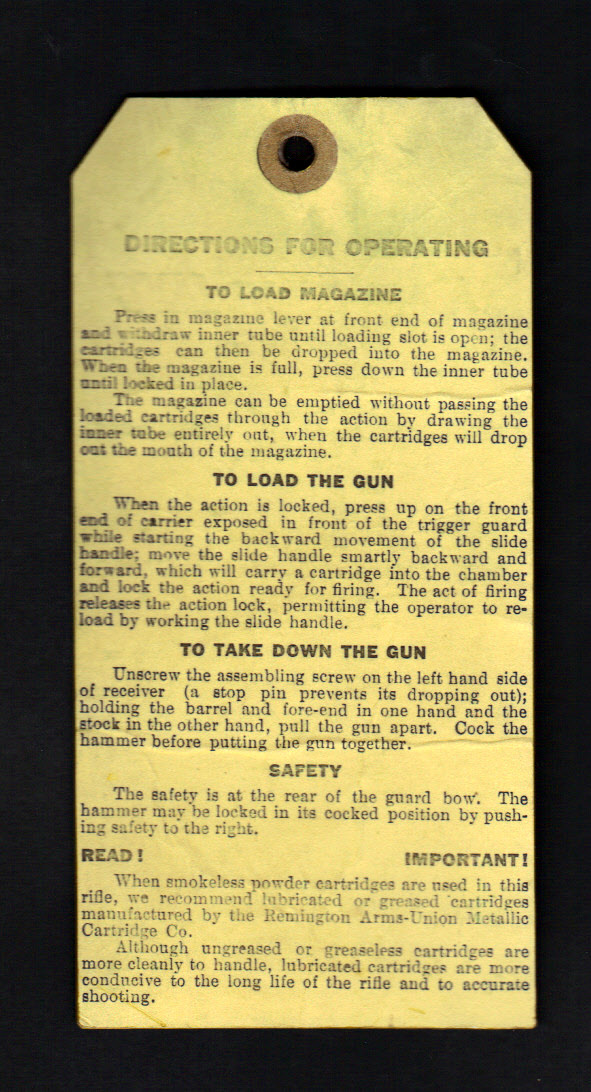 DIRECTIONS FOR OPERATING
TO LOAD MAGAZINE
Press in magazine lever at front end of magazine
and withdraw inner tube until loading slot is open; the
cartridges can then be dropped into the magazine.
When the magazine is full, press down the inner tube
until locked in place.
The magazine can be emptied without passing the
loaded cartridges through the action by drawing the
inner tube entirely out, when the cartridges will drop
out the mouth of the magazine.
TO LOAD THE GUN
When the action is locked, press up on the front
end of carrier exposed in front of the trigger guard
while starting the backward movement of the slide
handle; move the slide handle smartly backward and
forward, which will carry a cartridge into the chamber
and lock the action ready for firing. The act of firing
releases the action lock, permitting the operator to re-
load by working the slide handle.
TO TAKE DOWN THE GUN
Unscrew the assembling screw on the left hand side
of receiver (a stop pin prevents its dropping out);
holding the barrel and fore-end in one hand and the
stock in the other hand, pull the gun apart. Cock the
hammer before putting the gun together.
SAFETY
The safety is at the rear of the guard bow. The
hammer may be locked in its cocked position by push-
ing safety to the right.
READ! IMPORTANT!
When smokeless powder cartridges are used in this
rifle, we recommend lubricated or greased cartridges
manufactured by the Remington Arms-Union Metallic
Cartridge Co.
Although ungreased or greaseless cartridges are
more cleanly to handle, lubricated cartridges are more
conducive to the long life of the rifle and to accurate
shooting.